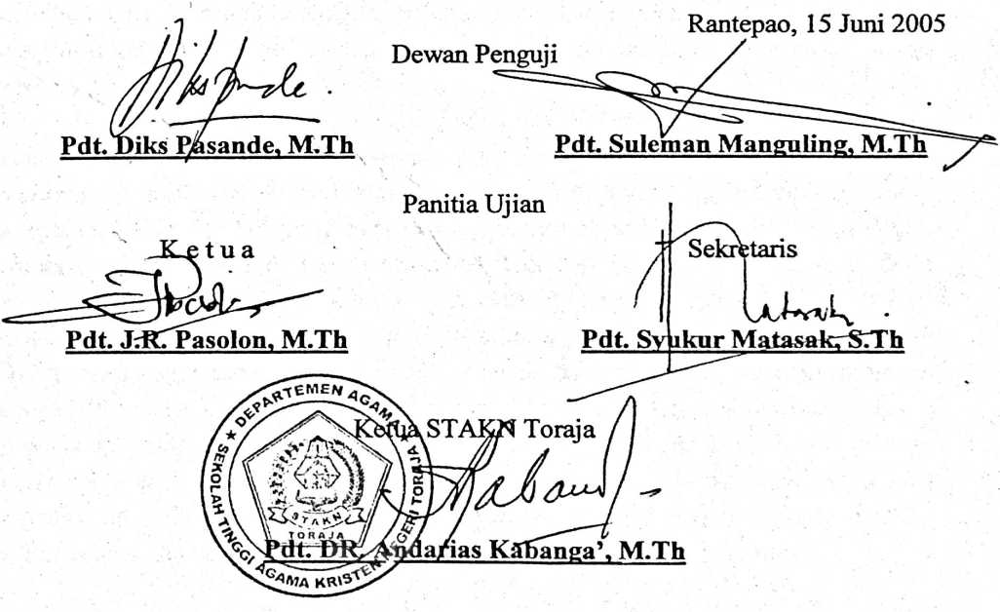 Rantepao, 15 Juni 2005
Dewan Penguji
Pdt. Diks Pasande, M.Th
Pdt. Suleman Manguling, M.Th
Panitia Ujian
Ketua
Sekretaris
Pdt. J.R. Pasolon, M.Th
Pdt. Syukur Matasak, S.Th
Ketua STAKN Toraja
DEPARTEMEN AGAMA
SEKOLAH TINGGI AGAMA KRISTEN NEGERI TORAJA
STAKN
TORAJA
Pdt. DR. Andarias Kabanga', M.Th